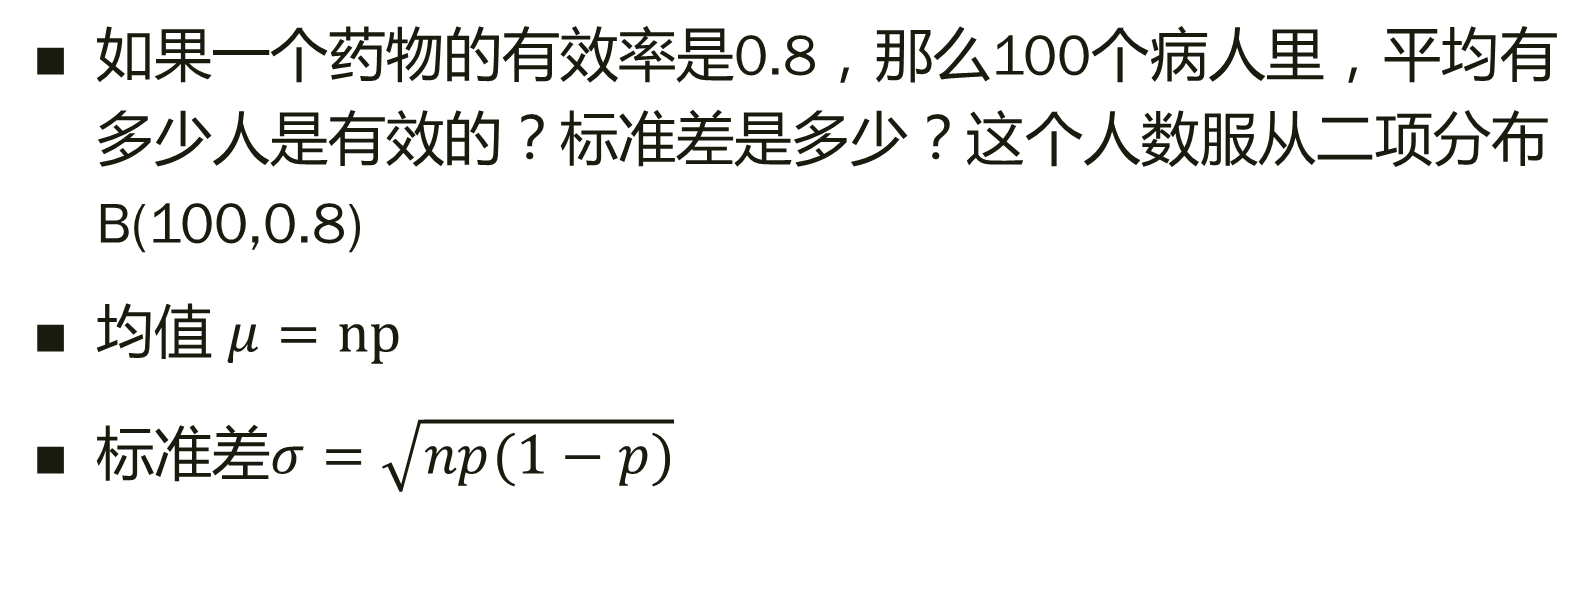 ■ 如果一个药物的有效率是0.8，那么100个病人里，平均有
多少人是有效的？标准差是多少？这个人数服从二项分布
B(100,0.8)
■ 均值 μ = np
■ 标准差σ = √np(1 − p)